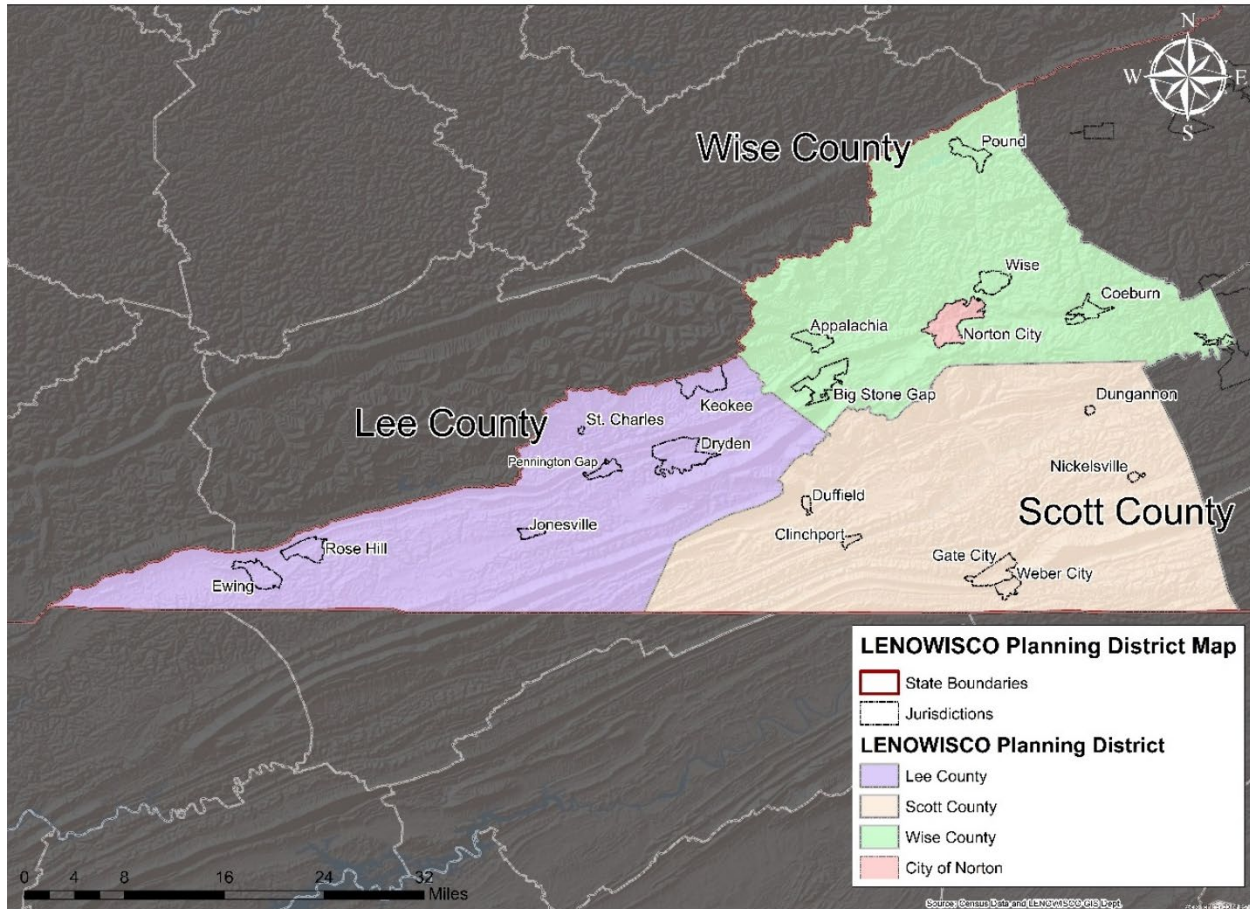 N
W E
S
Wise County
Pound
Wise
Coeburn
Appalachia
Norton City
Big Stone Gap
Keokee
Dungannon
Lee County
St. Charles
Dryden
Pennington Gap
Nickelsville
Duffield
Scott County
Jonesville
Clinchport
Rose Hill
Gate City
Ewing
Weber City
LENOWISCO Planning District Map
State Boundaries
Jurisdictions
LENOWISCO Planning District
Lee County
Scott County
Wise County
City of Norton
0 4 8 16 24 32
Miles
Source: Census Data and LENOWISCO GIS Dept.